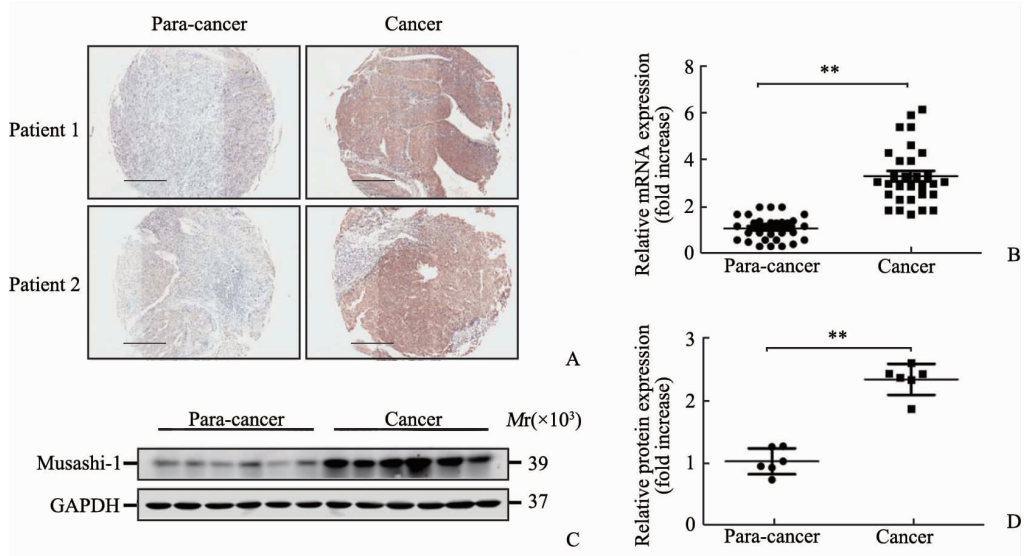 Para-cancer Cancer
Patient 1
Patient 2
A
Relative mRNA expression
(fold increase)
8
6
4
2
0
**
Para-cancer Cancer
B
Para-cancer Cancer Mr(×10³)
Musashi-1 39
GAPDH 37
C
Relative protein expression
(fold increase)
3
2
1
0
**
Para-cancer Cancer
D